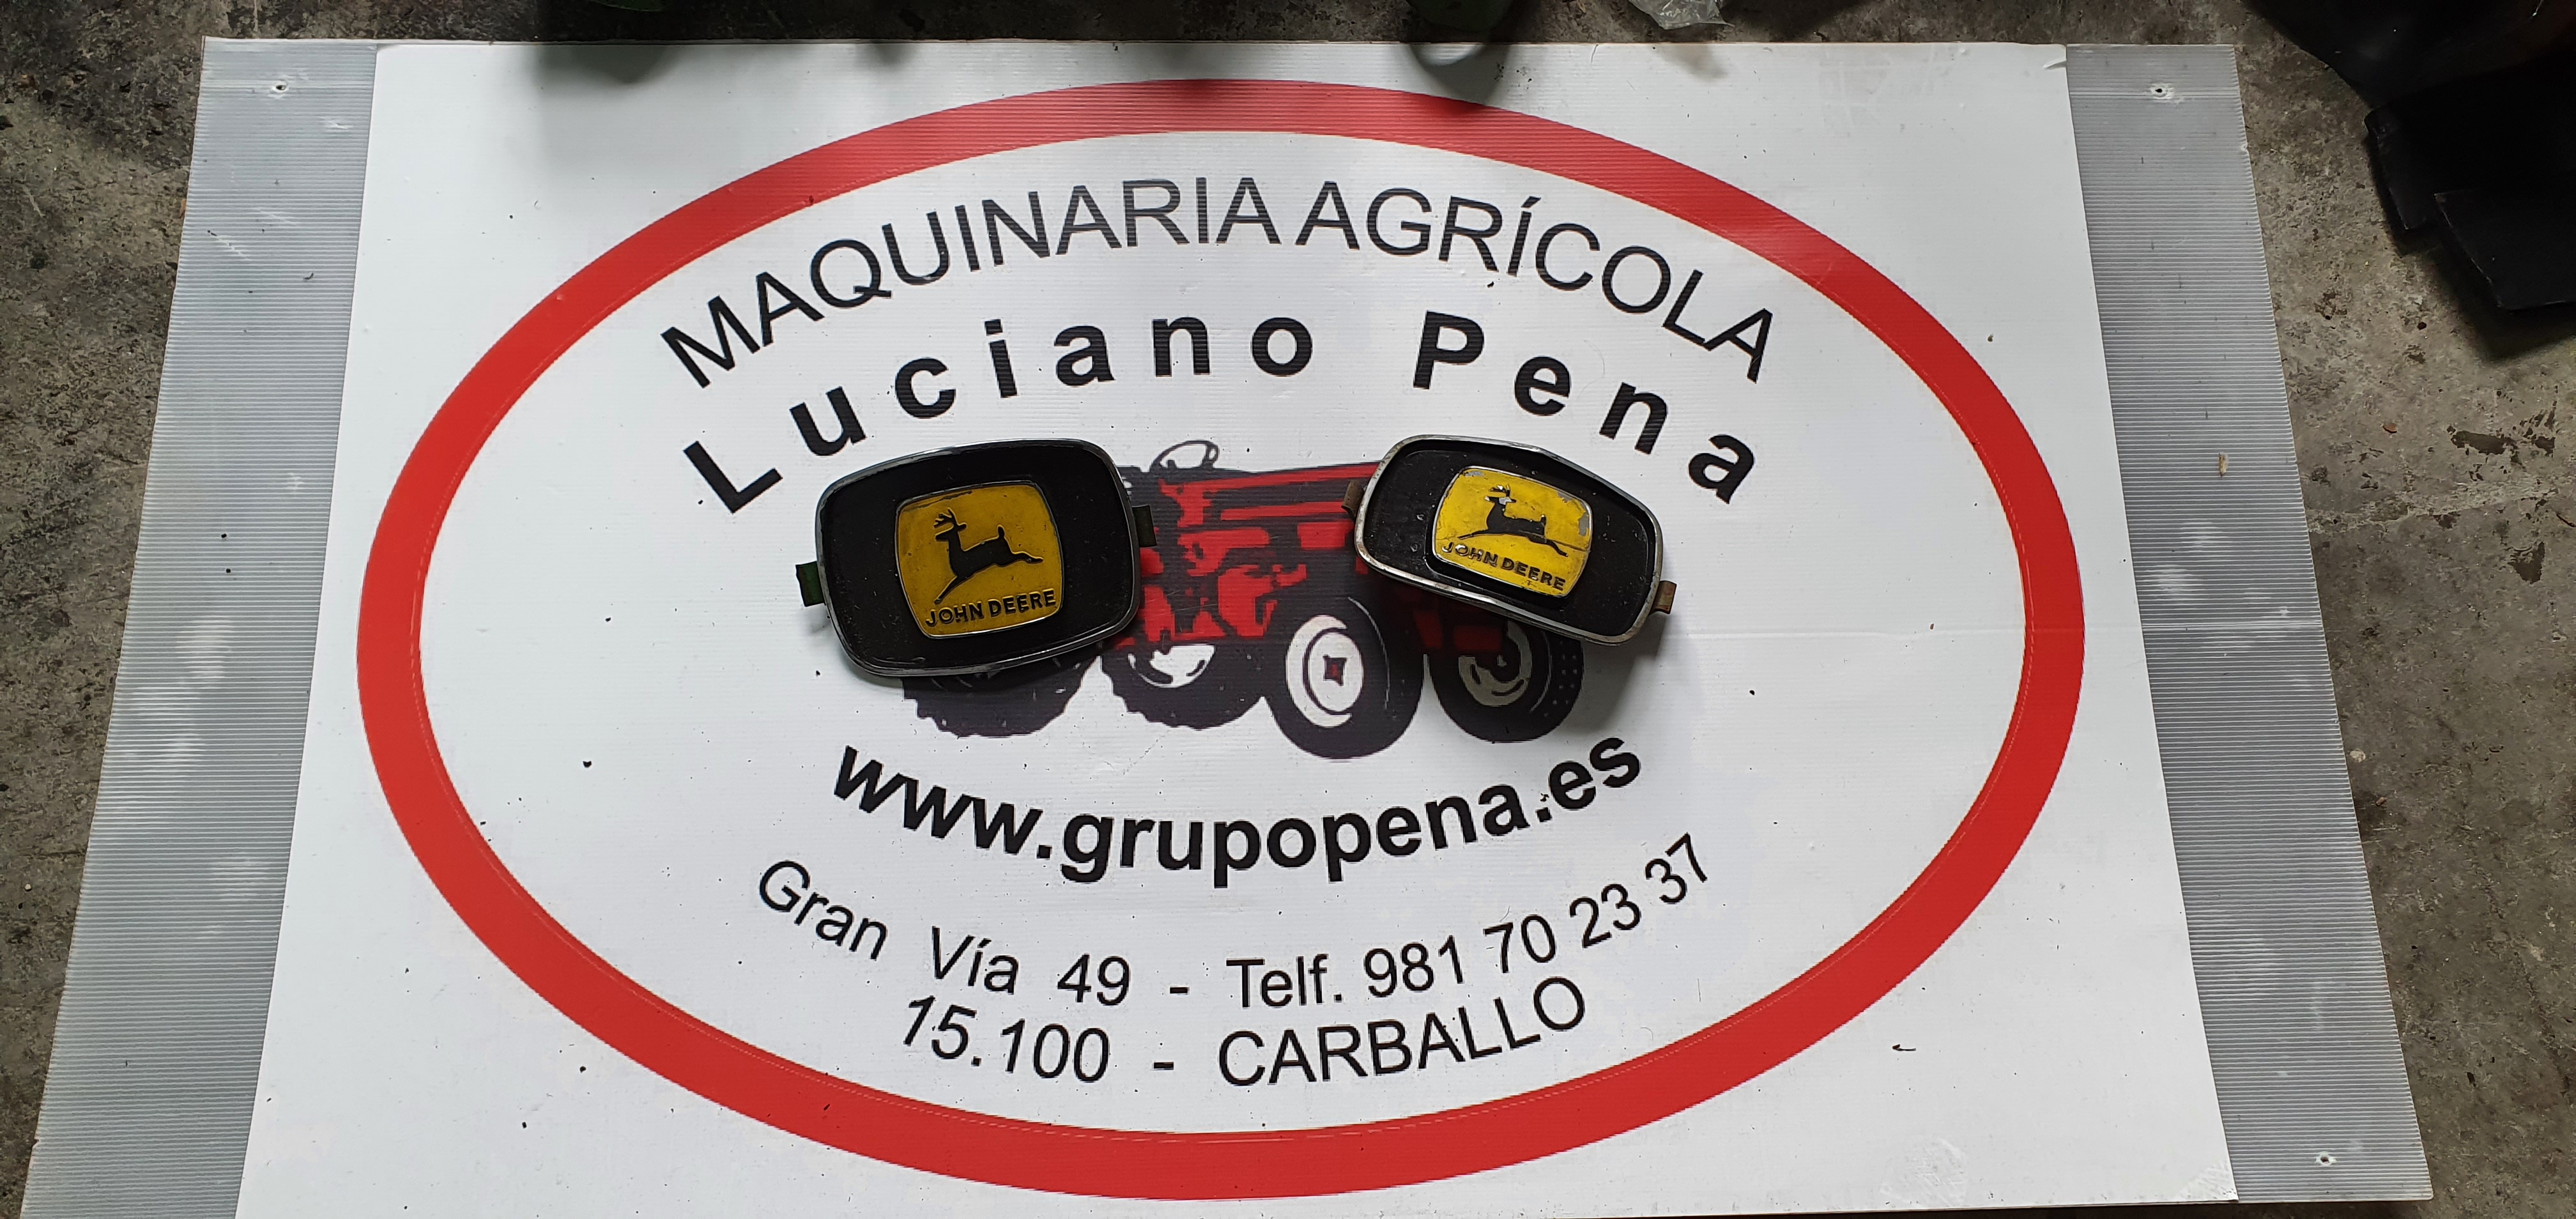 MAQUINARIA AGRÍCOLA
Luciano Pena
JOHN DEERE
JOHN DEERE
www.grupopena.es
Gran Vía 49 - Telf. 981 70 23 37
15.100 - CARBALLO